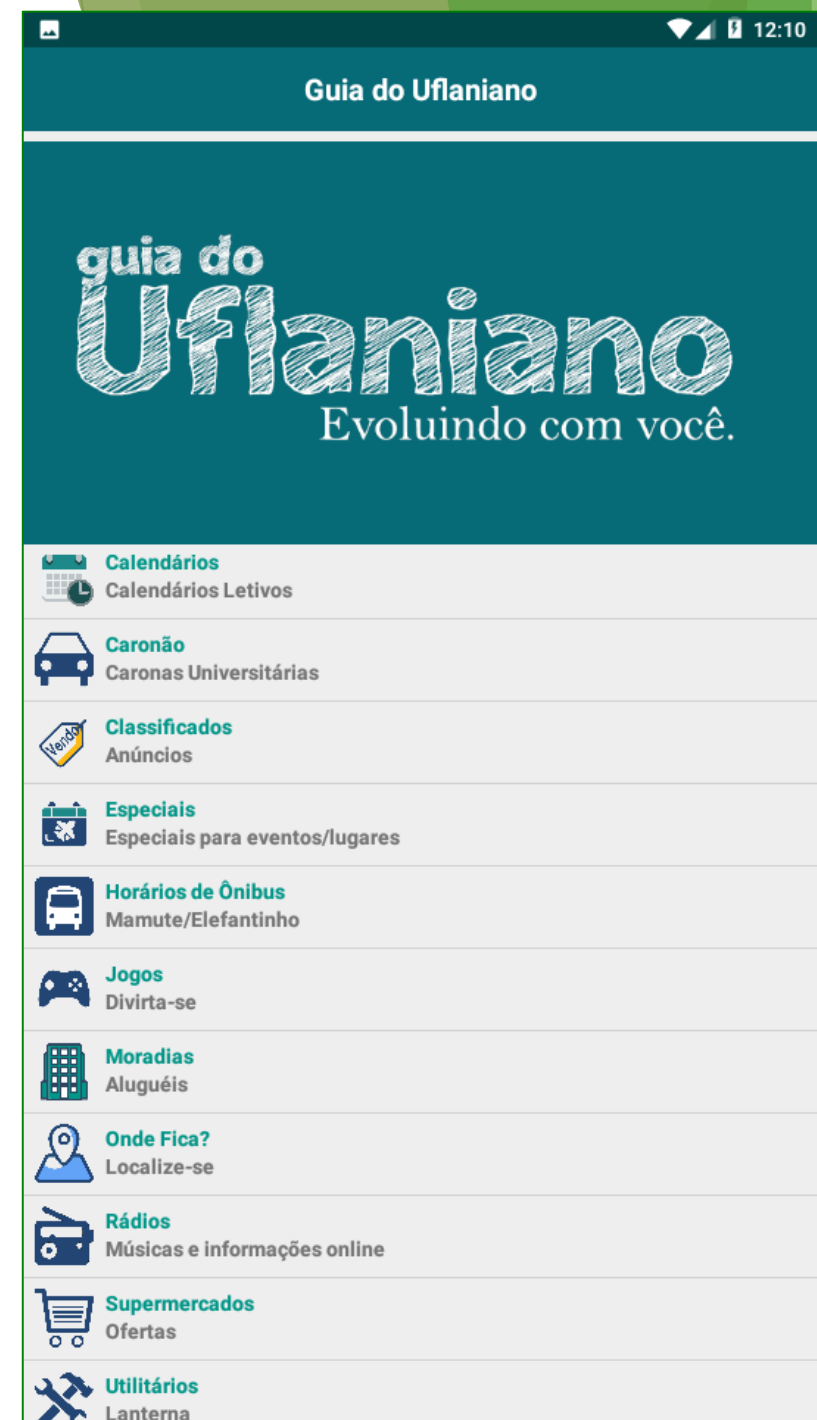 12:10
Guia do Uflaniano
guia do
Uflaniano
Evoluindo com você.
Calendários
Calendários Letivos
Caronão
Caronas Universitárias
Vendo
Classificados
Anúncios
Especiais
Especiais para eventos/lugares
Horários de Ônibus
Mamute/Elefantinho
Jogos
Divirta-se
Moradias
Aluguéis
Onde Fica?
Localize-se
Rádios
Músicas e informações online
Supermercados
Ofertas
Utilitários
Lanterna